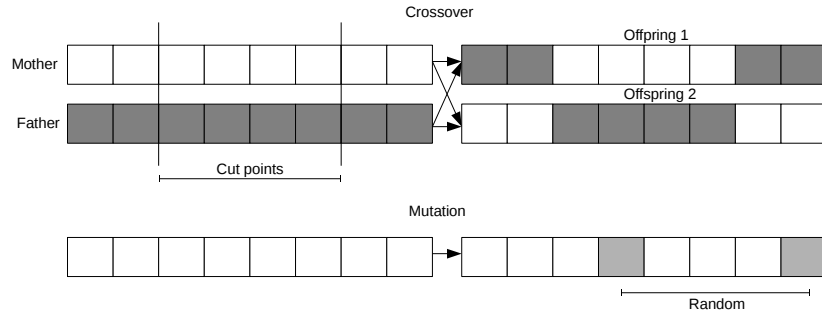 Crossover
Offpring 1
Mother
Offspring 2
Father
Cut points
Mutation
Random